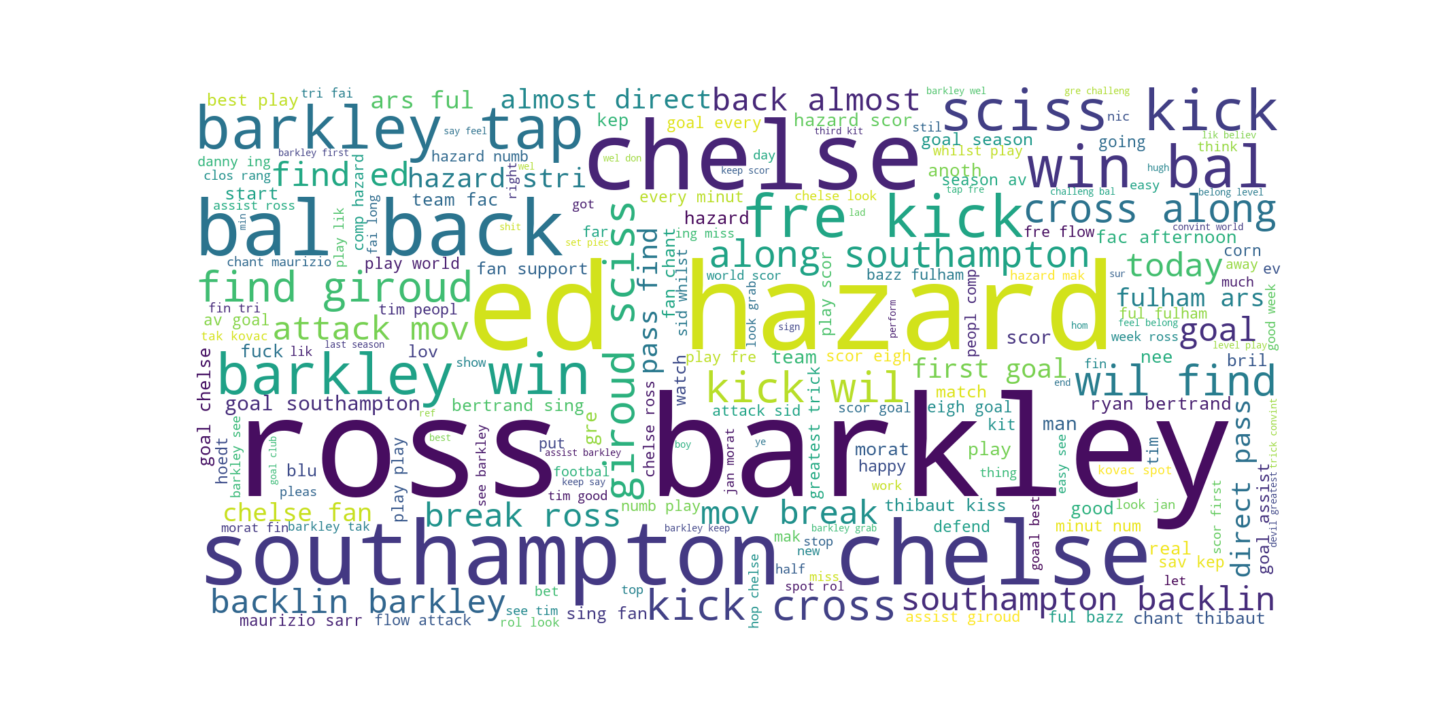 best play
tri fai
ars ful
almost direct
back almost
barkley wel
gre challeng
sciss kick
barkley tap
say feel
kep
goal every
third kit
hazard scor
stil
nic
chelse
goal season
going
lik believ
think
barkley first
hazard numb
wel
wel don
day
whilst play
win bal
hugh
danny ing
clos rang
find ed
hazard stri
right
keep scor
anoth
season av
tap fre
challeng bal
easy
belong level
start
assist ross
comp hazard
team fac
every minut
chelse look
bal back
min
play lik
fai long
got
shit
set piec
far
hazard
lad
fre kick
cross along
fre flow
fac afternoon
convint world
ing miss
giroud sciss
pass find
fan chant
along southampton
chant maurizio
play world
fan support
sid whilst
world scor
look grab
play scor
bazz fulham
hazard mak
sur
today
corn
away
ev
find giroud
ed hazard
peopl comp
much
fin tri
tim peopl
sign
perform
hom
fulham ars
good week
av goal
ful fulham
tak kovac
attack mov
last season
scor
feel belong
week ross
goal
level play
goal chelse
fuck
lik
lov
show
watch
play fre
team
scor eigh
first goal
fin
nee
bril
barkley win
chelse ross
kick wil
match
end
wil find
goal southampton
bertrand sing
ref
gre
attack sid
scor goal
eigh goal
kit
man
ryan bertrand
ross barkley
hoedt
barkley see
goal club
best
put
assist barkley
boy
ye
greatest trick
morat
play
tim
direct pass
trick convint
blu
play play
see barkley
footbal
keep say
jan morat
happy
thing
easy see
kovac spot
pleas
tim good
work
chelse fan
break ross
numb play
mov break
thibaut kiss
good
look jan
scor first
goal assist
devil greatest
morat fin
barkley tak
barkley keep
barkley grab
defend
goaal best
minut num
southampton chelse
mak
stop
new
real
sav kep
hop chelse
half
miss
spot rol
let
backlin barkley
bet
top
see tim
sing fan
kick cross
southampton backlin
maurizio sarr
flow attack
rol look
assist giroud
ful bazz
chant thibaut